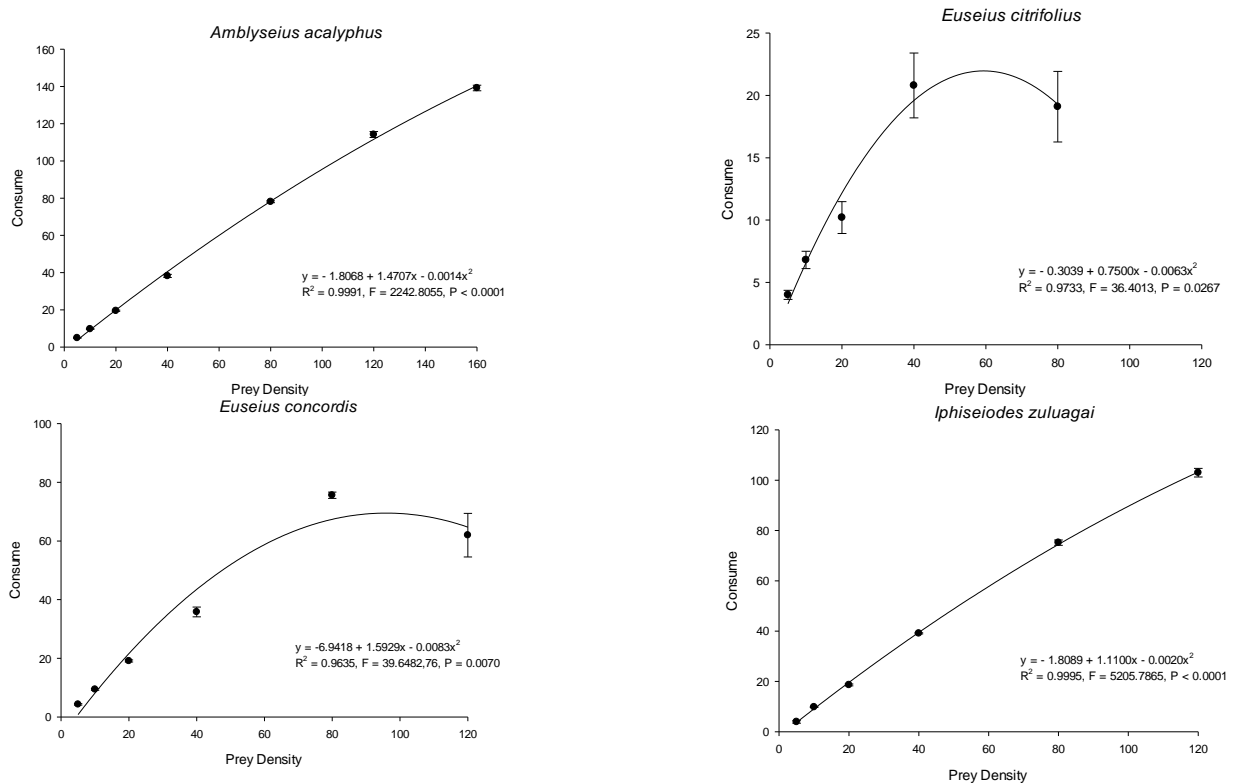 Amblyseius acalyphus
160
140
120
100
80
60
40
20
0
Consume
y = - 1.8068 + 1.4707x - 0.0014x²
R² = 0.9991, F = 2242.8055, P < 0.0001
0 20 40 60 80 100 120 140 160
Prey Density
Euseius citrifolius
25
20
15
10
5
0
Consume
y = - 0.3039 + 0.7500x - 0.0063x²
R² = 0.9733, F = 36.4013, P = 0.0267
0 20 40 60 80 100 120
Prey Density
Euseius concordis
100
80
60
40
20
0
Consume
y = -6.9418 + 1.5929x - 0.0083x²
R² = 0.9635, F = 39.6482,76, P = 0.0070
0 20 40 60 80 100 120
Prey Density
Iphiseiodes zuluagai
120
100
80
60
40
20
0
Consume
y = - 1.8089 + 1.1100x - 0.0020x²
R² = 0.9995, F = 5205.7865, P < 0.0001
0 20 40 60 80 100 120
Prey Density